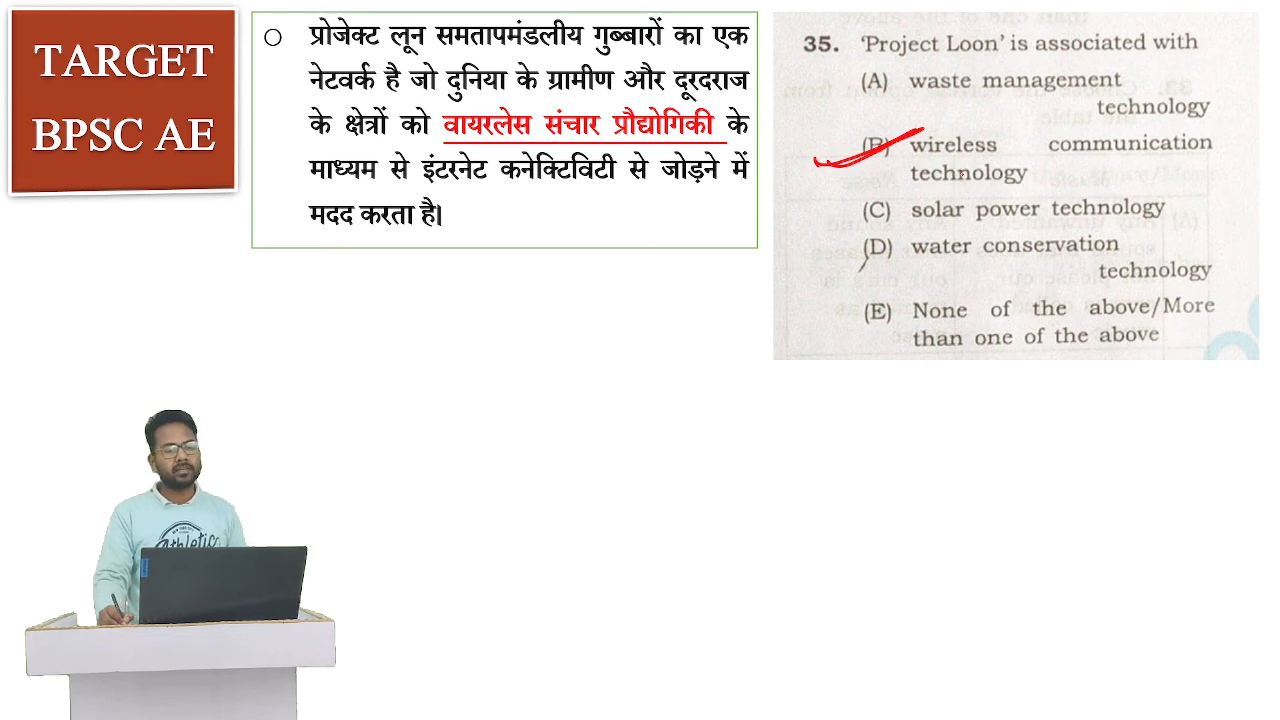 TARGET
BPSC AE
○ प्रोजेक्ट लून समतापमंडलीय गुब्बारों का एक
नेटवर्क है जो दुनिया के ग्रामीण और दूरदराज
के क्षेत्रों को वायरलेस संचार प्रौद्योगिकी के
माध्यम से इंटरनेट कनेक्टिविटी से जोड़ने में
मदद करता है।
35. 'Project Loon' is associated with
(A) waste management
technology
(B) wireless communication
technology
(C) solar power technology
(D) water conservation
technology
(E) None of the above/More
than one of the above
Athletic